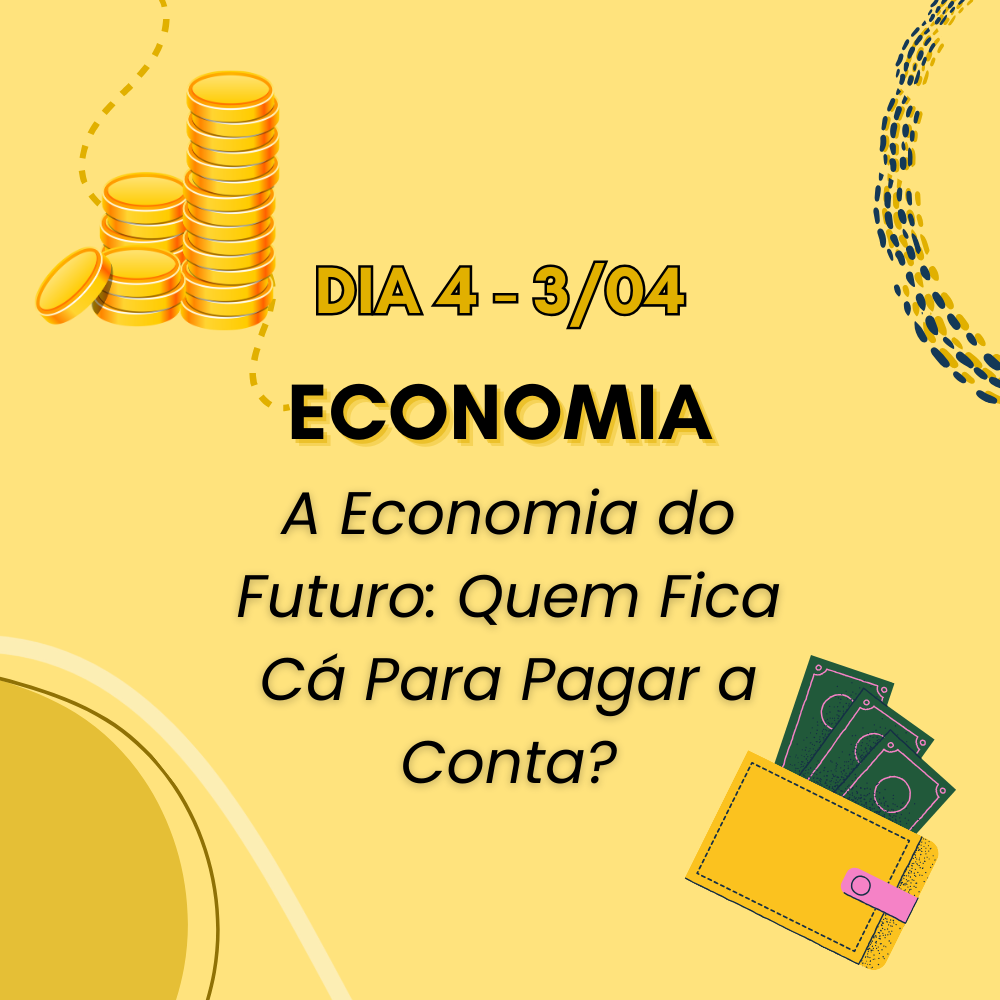 DIA 4 - 3/04
ECONOMIA
A Economia do
Futuro: Quem Fica
Cá Para Pagar a
Conta?